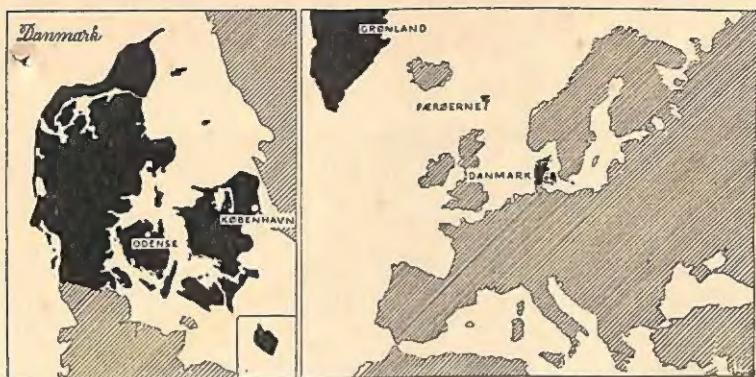 Danmark
KØBENHAVN
ODENSE
GRØNLAND
FÆRØERNE
DANMARK